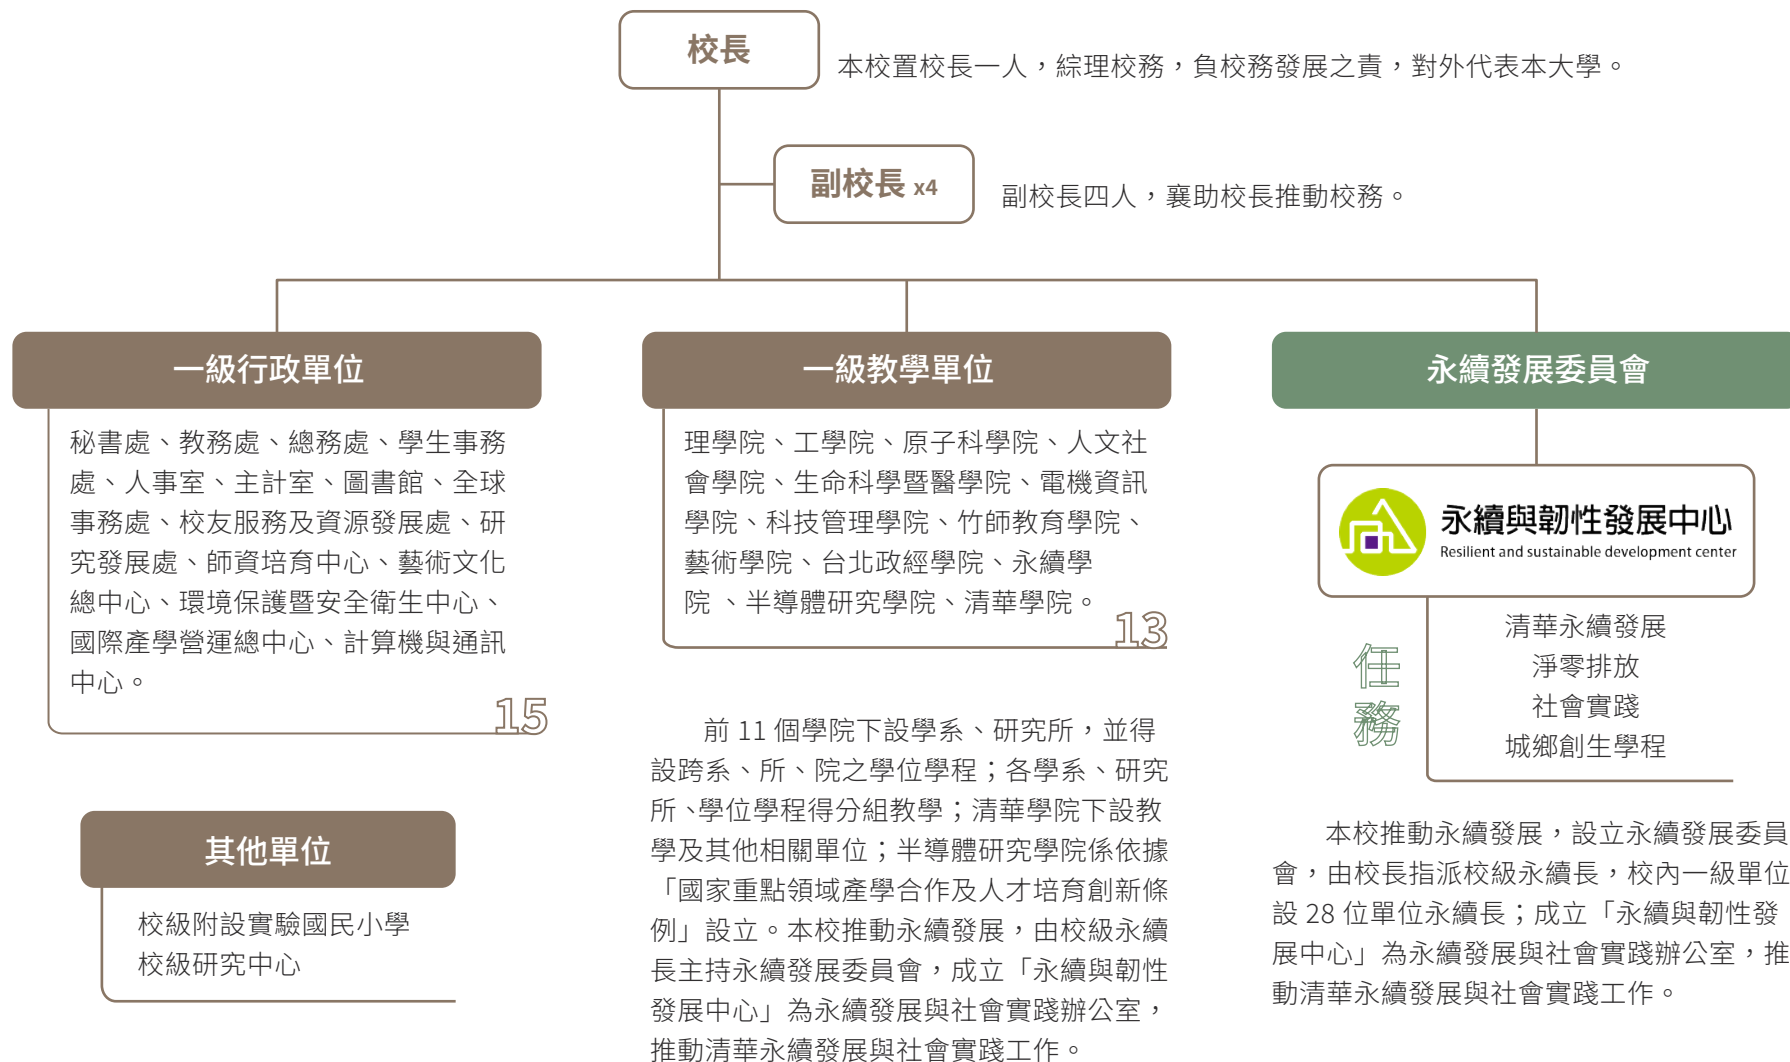 校長
本校置校長一人，綜理校務，負校務發展之責，對外代表本大學。
副校長 x4
副校長四人，襄助校長推動校務。
一級行政單位
秘書處、教務處、總務處、學生事務
處、人事室、主計室、圖書館、全球
事務處、校友服務及資源發展處、研
究發展處、師資培育中心、藝術文化
總中心、環境保護暨安全衛生中心、
國際產學營運總中心、計算機與通訊
中心。
15
其他單位
校級附設實驗國民小學
校級研究中心
一級教學單位
理學院、工學院、原子科學院、人文社
會學院、生命科學暨醫學院、電機資訊
學院、科技管理學院、竹師教育學院、
藝術學院、台北政經學院、永續學
院 、半導體研究學院、清華學院。
13
前 11 個學院下設學系、研究所，並得
設跨系、所、院之學位學程；各學系、研究
所、學位學程得分組教學；清華學院下設教
學及其他相關單位；半導體研究學院係依據
「國家重點領域產學合作及人才培育創新條
例」設立。本校推動永續發展，由校級永續
長主持永續發展委員會，成立「永續與韌性
發展中心」為永續發展與社會實踐辦公室，
推動清華永續發展與社會實踐工作。
永續發展委員會
永續與韌性發展中心
Resilient and sustainable development center
任務
清華永續發展
淨零排放
社會實踐
城鄉創生學程
本校推動永續發展，設立永續發展委員
會，由校長指派校級永續長，校內一級單位
設 28 位單位永續長；成立「永續與韌性發
展中心」為永續發展與社會實踐辦公室，推
動清華永續發展與社會實踐工作。